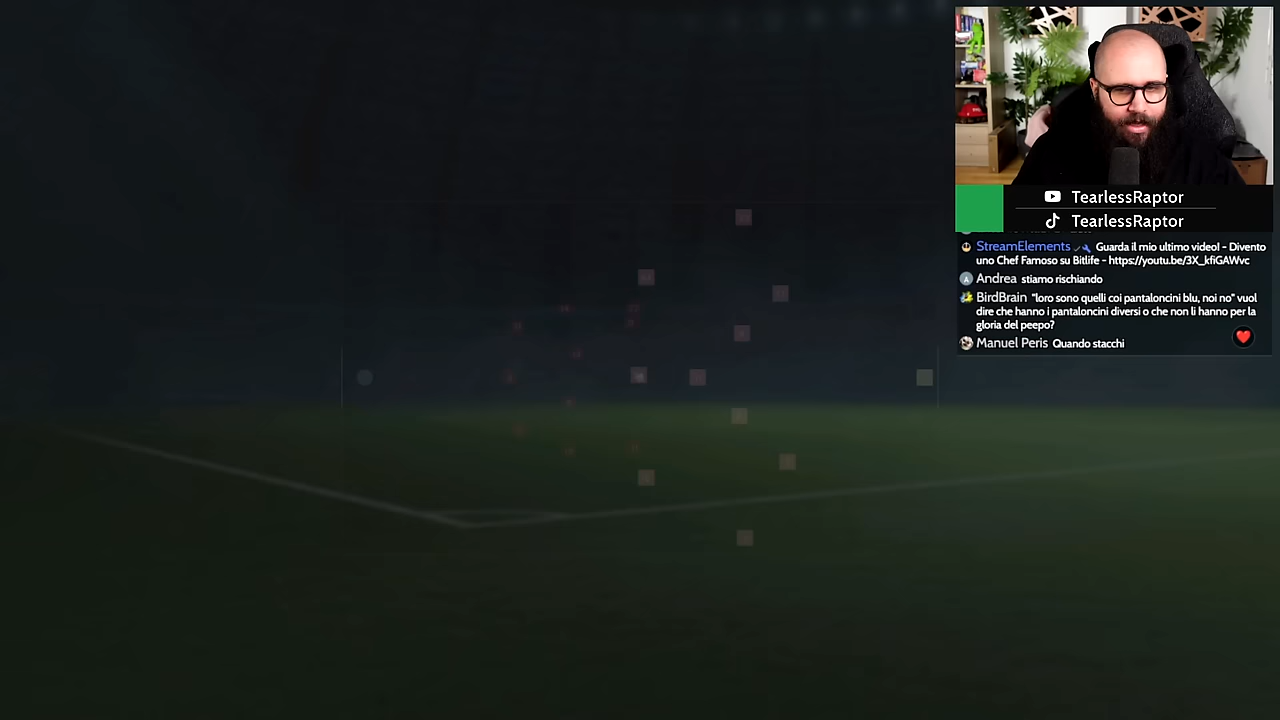 TearlessRaptor
TearlessRaptor
StreamElements Guarda il mio ultimo video! - Divento
uno Chef Famoso su Bitlife - https://youtu.be/3X_kfiGAWvc
A Andrea stiamo rischiando
BirdBrain "loro sono quelli coi pantaloncini blu, noi no" vuol
dire che hanno i pantaloncini diversi o che non li hanno per la
gloria del peepo?
Manuel Peris Quando stacchi